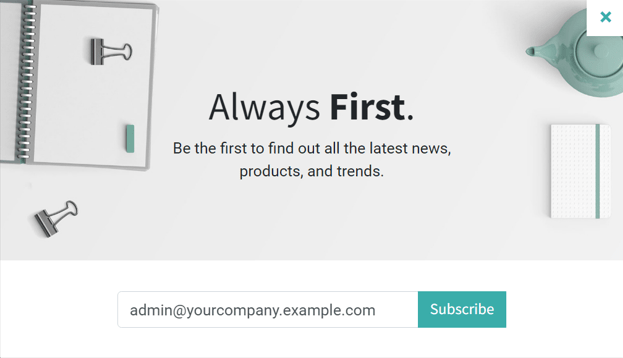 Always First.
Be the first to find out all the latest news,
products, and trends.
admin@yourcompany.example.com
Subscribe